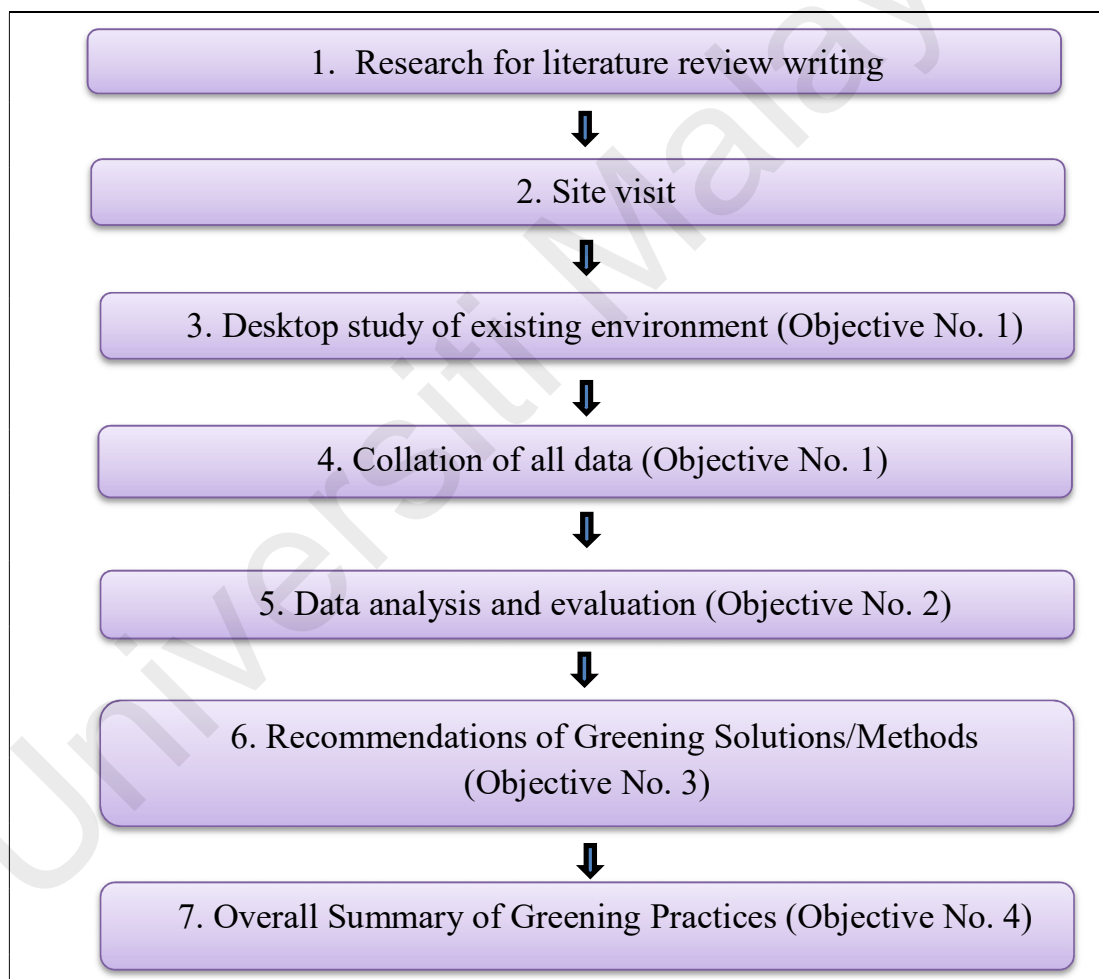 1. Research for literature review writing
2. Site visit
3. Desktop study of existing environment (Objective No. 1)
4. Collation of all data (Objective No. 1)
5. Data analysis and evaluation (Objective No. 2)
6. Recommendations of Greening Solutions/Methods
(Objective No. 3)
7. Overall Summary of Greening Practices (Objective No. 4)
Universiti Malay